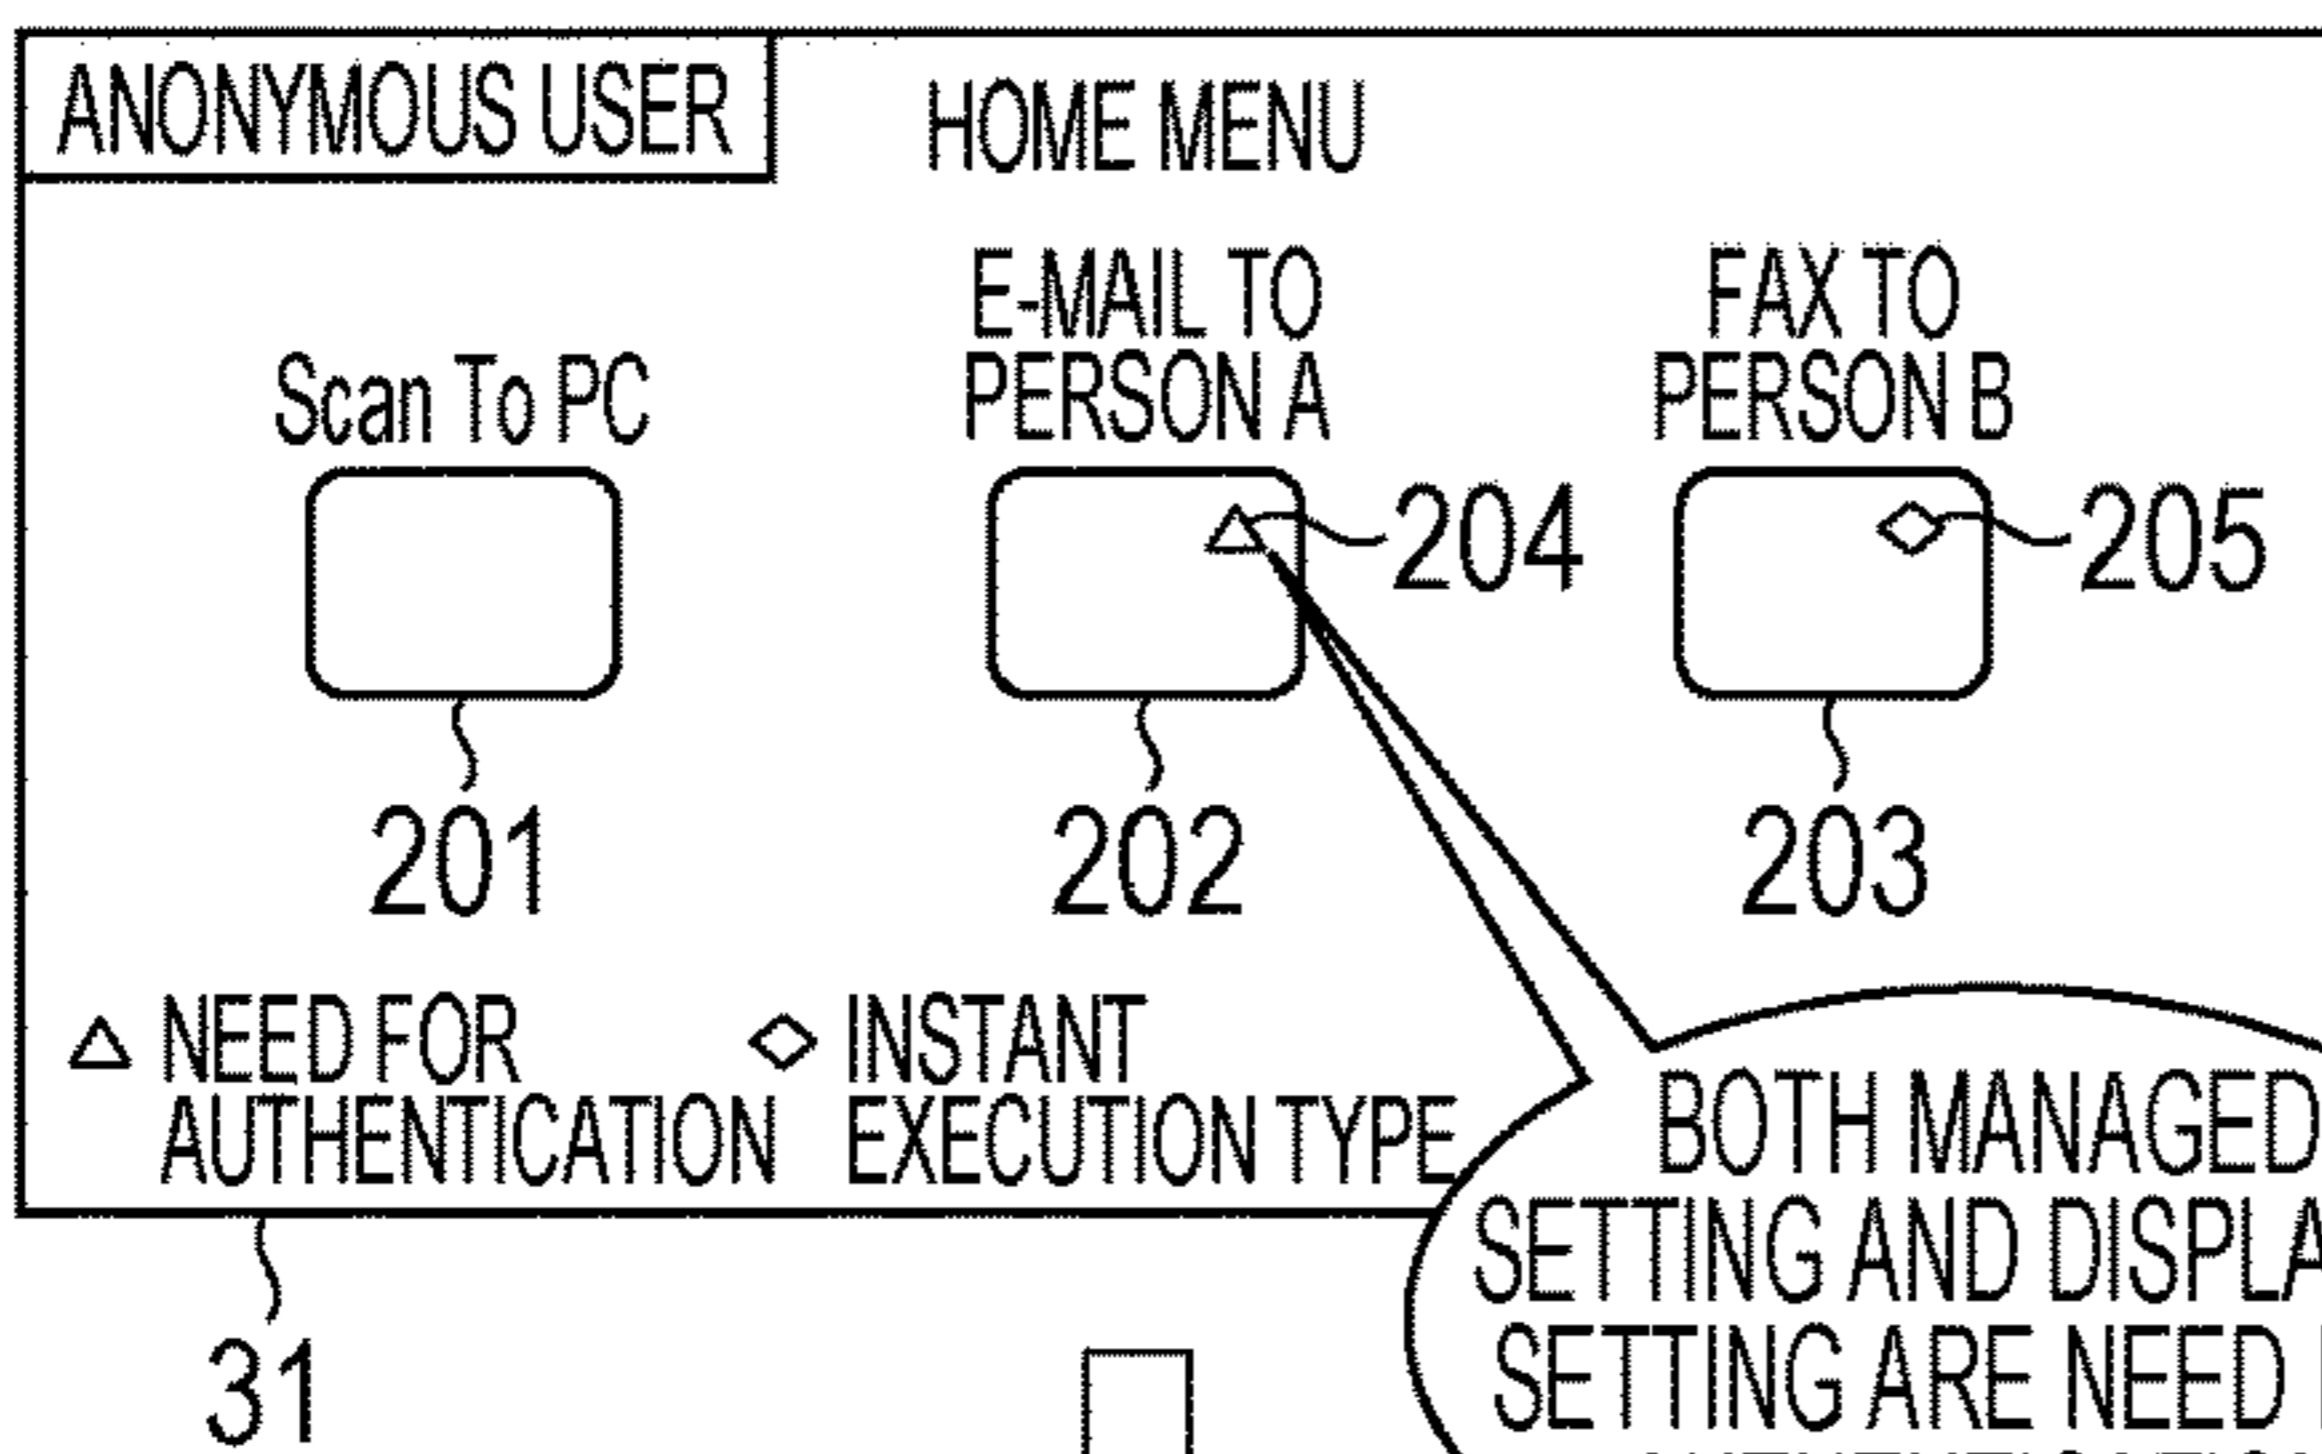 ANONYMOUS USER
HOME MENU
Scan To PC
E-MAIL TO
PERSON A
FAX TO
PERSON B
204
205
201
202
203
NEED FOR
AUTHENTICATION
INSTANT
EXECUTION TYPE
31
BOTH MANAGED
SETTING AND
SETTING ARE NEED